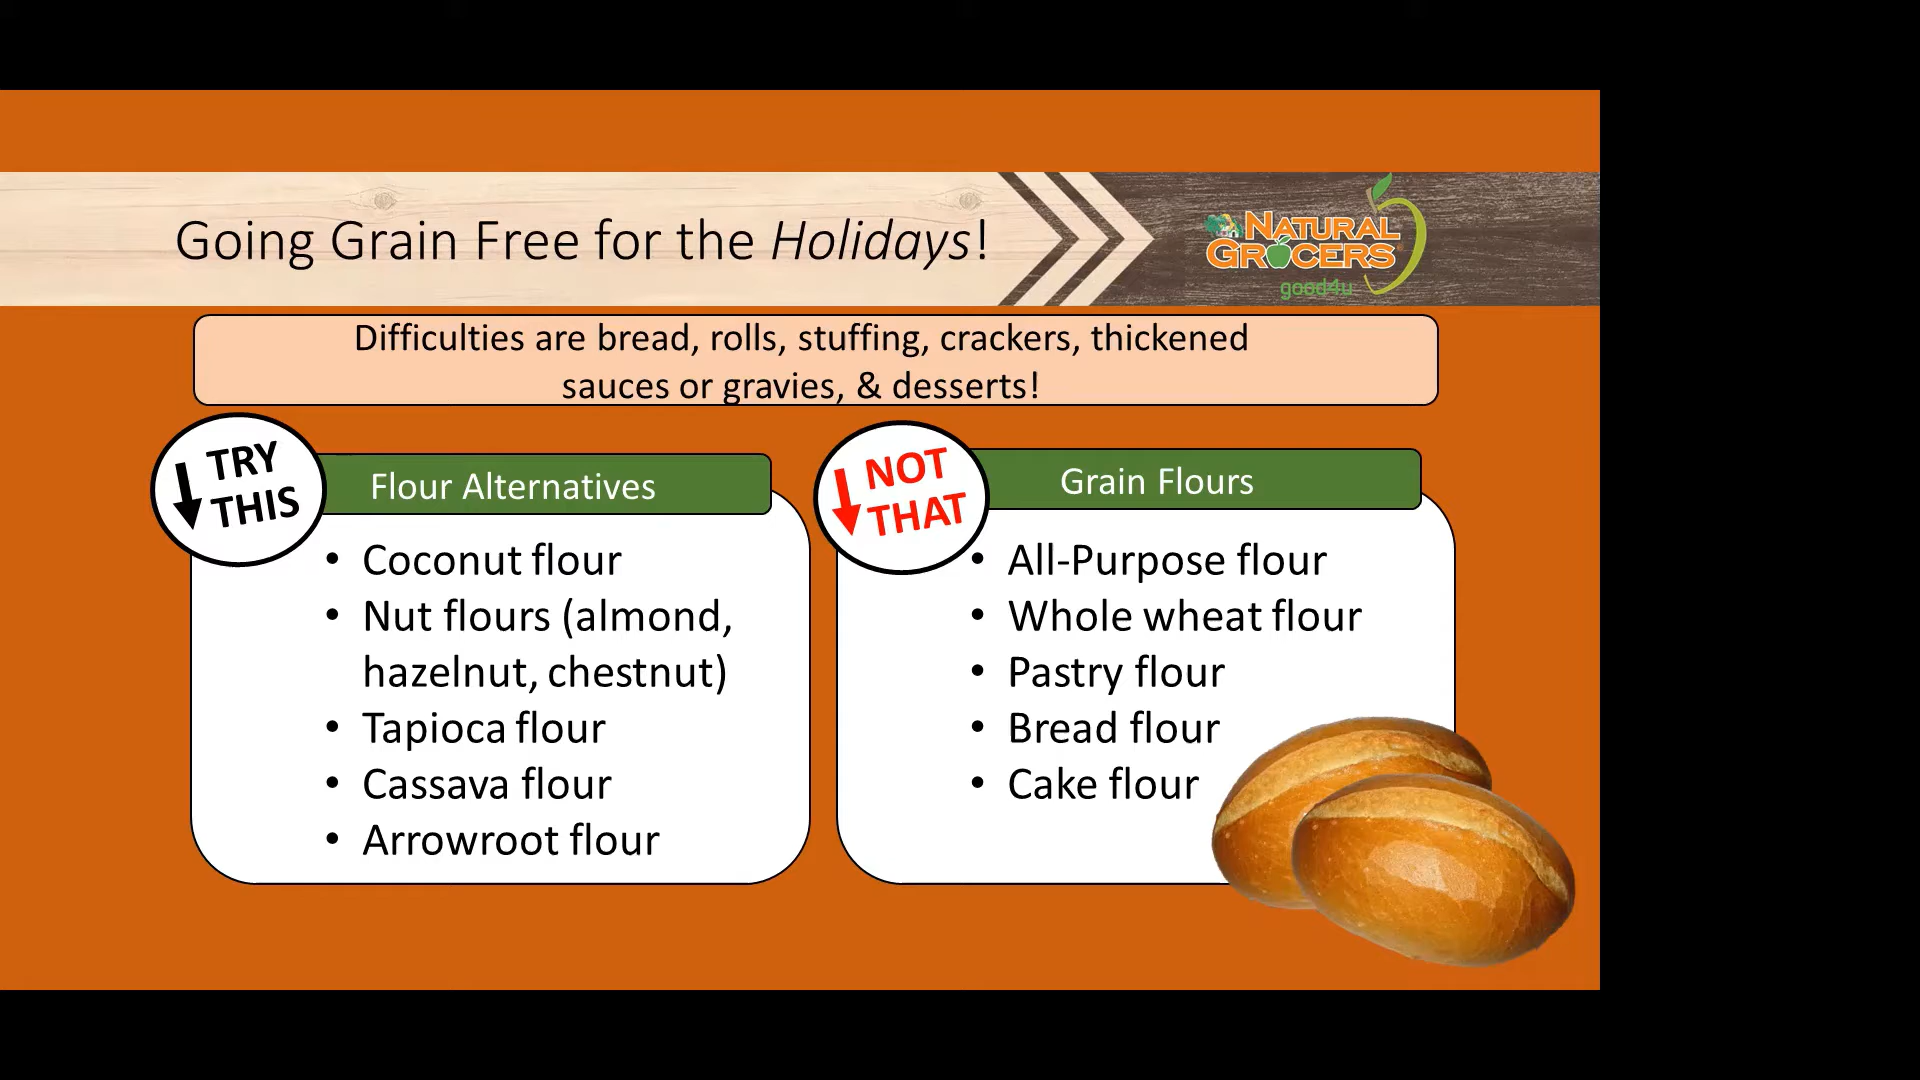 Going Grain Free for the Holidays!
NATURAL
GROCERS
good4u
Difficulties are bread, rolls, stuffing, crackers, thickened
sauces or gravies, & desserts!
TRY
THIS
Flour Alternatives
• Coconut flour
• Nut flours (almond,
hazelnut, chestnut)
• Tapioca flour
• Cassava flour
• Arrowroot flour
NOT
THAT
Grain Flours
• All-Purpose flour
• Whole wheat flour
• Pastry flour
• Bread flour
• Cake flour